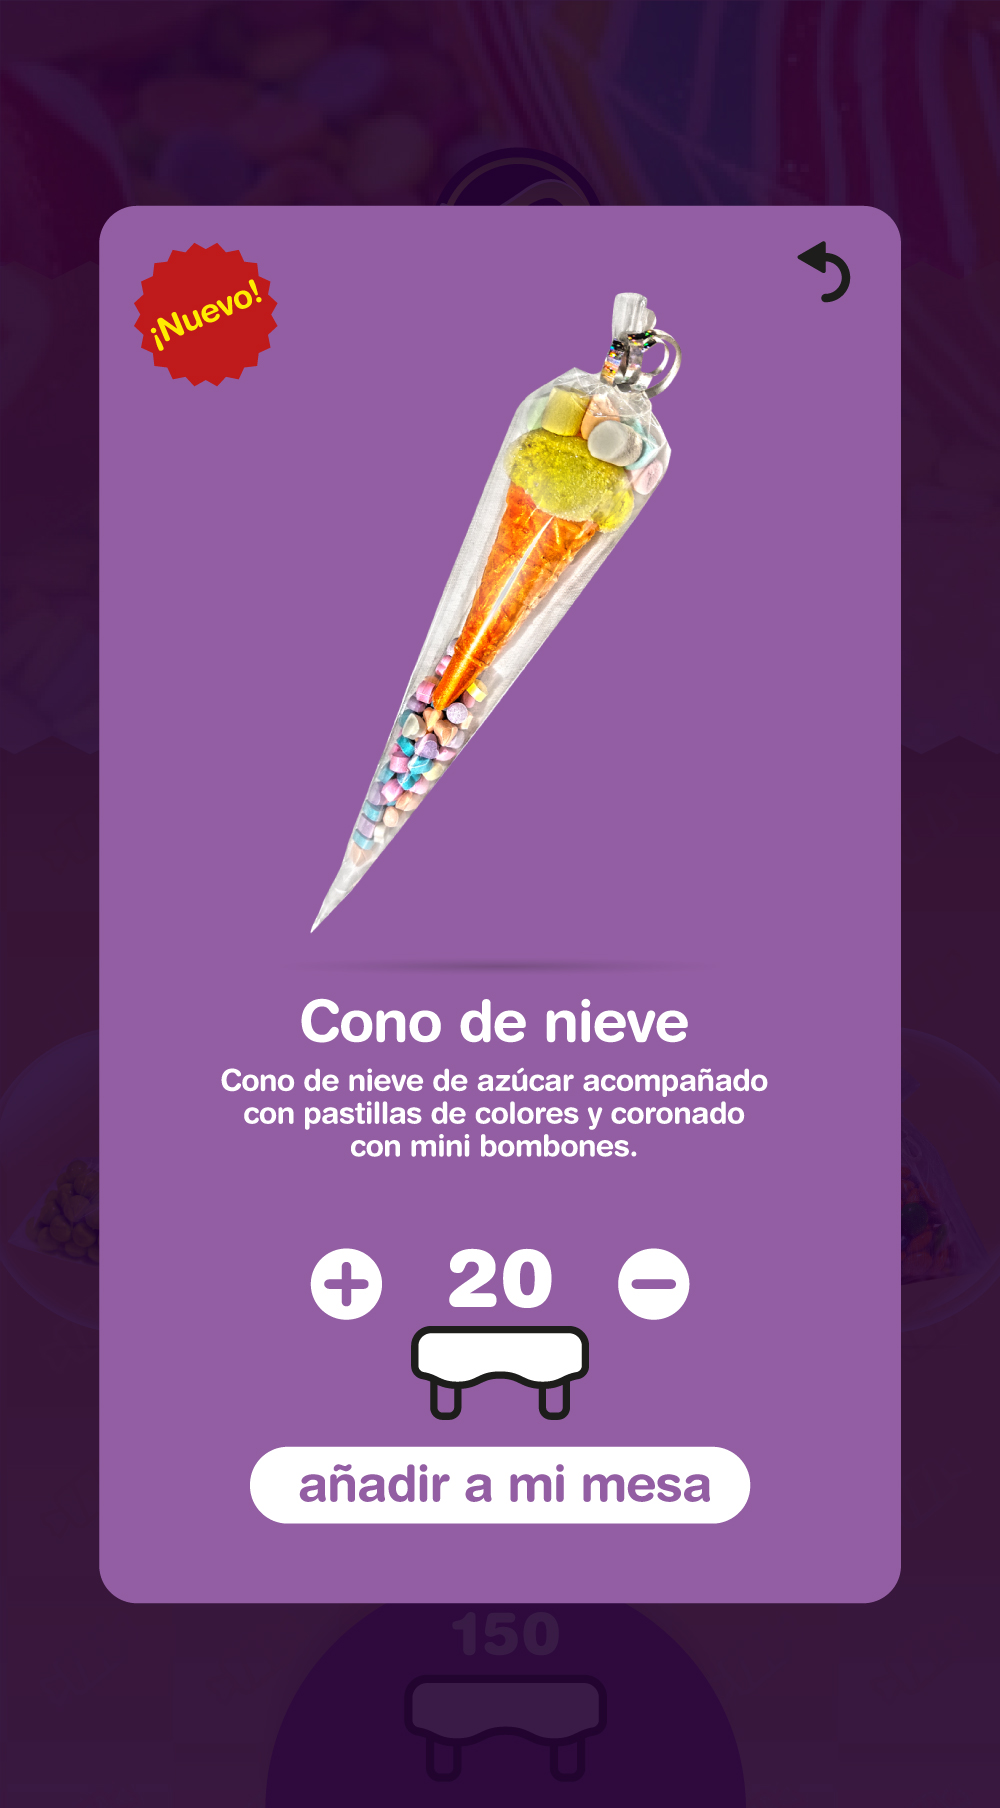 ¡Nuevo!
Cono de nieve
Cono de nieve de azúcar acompañado
con pastillas de colores y coronado
con mini bombones.
20
añadir a mi mesa
150